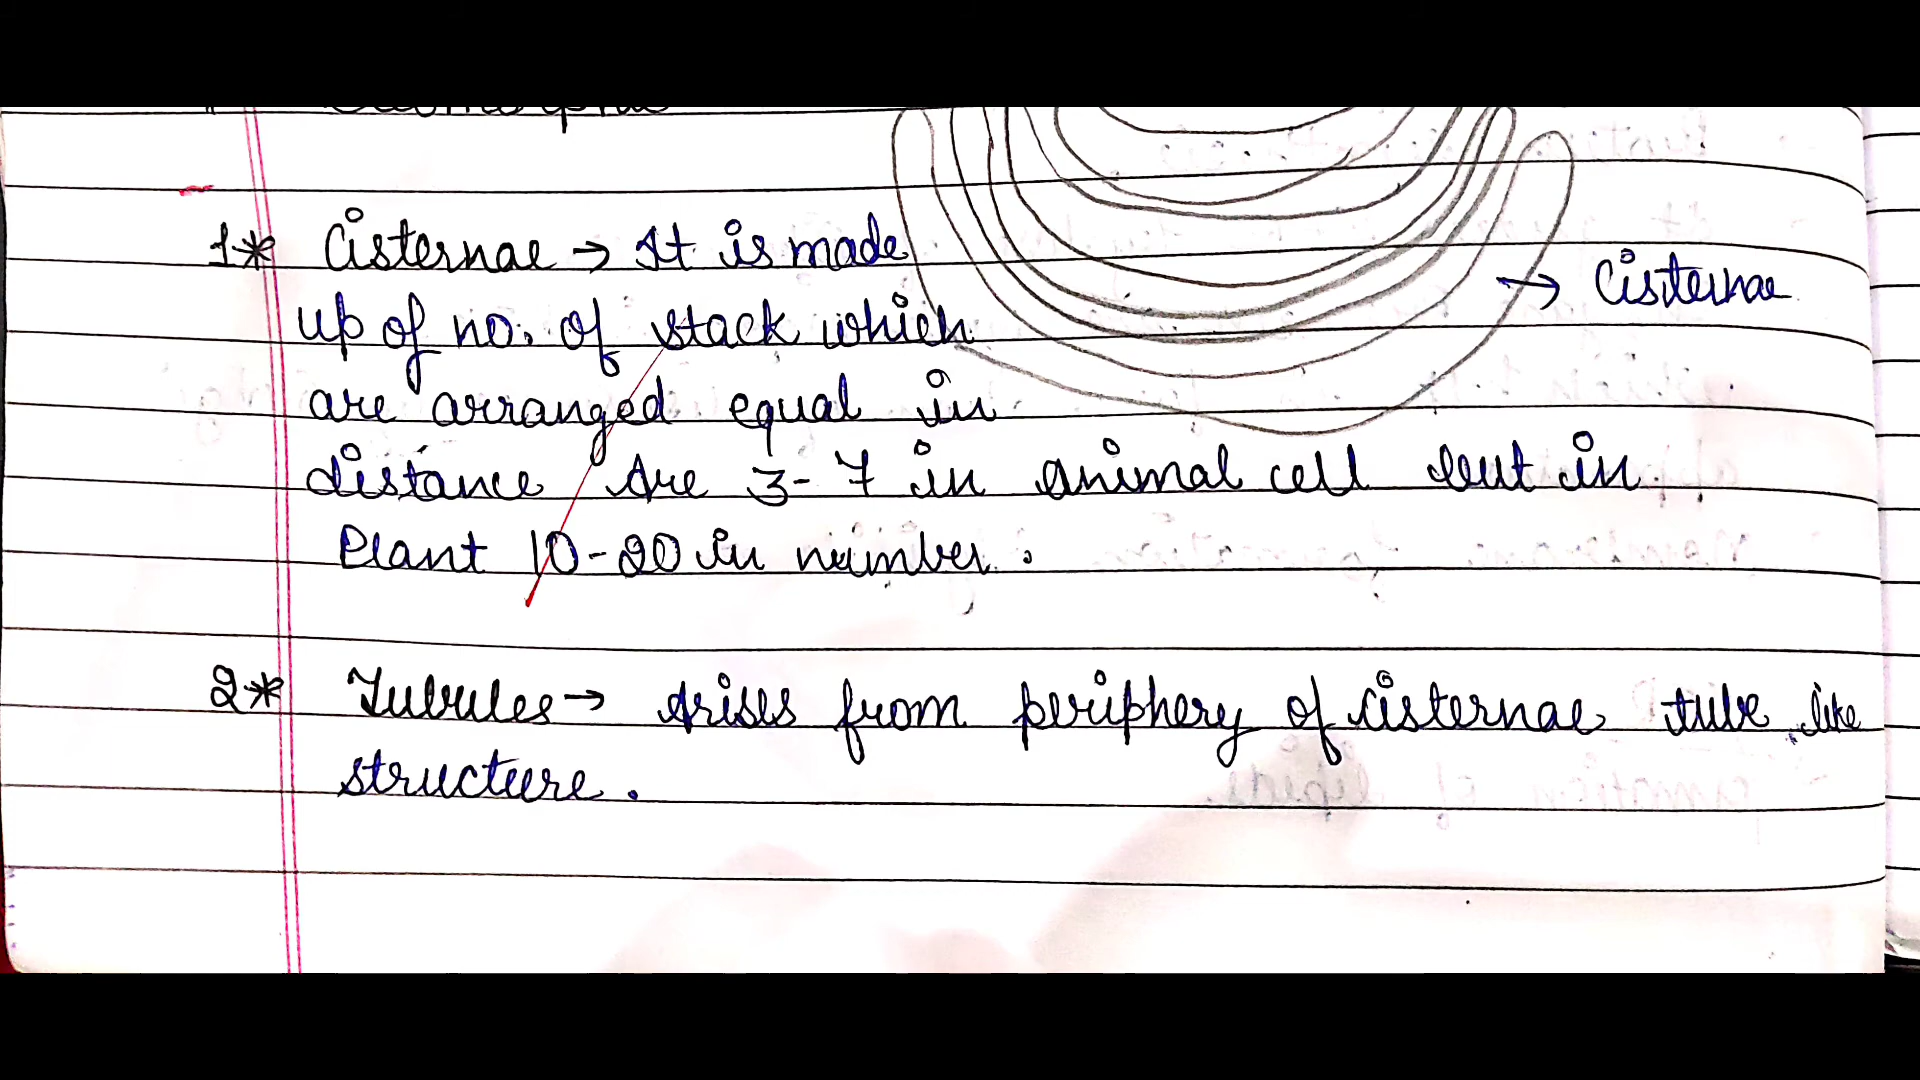 1* Cisternae → It is made
up of no. of stack which
are arranged equal in
distance Are 3-7 in animal cell but in
Plant 10-20 in number.
→ Cisternae
2* Tubules → Arises from periphery of cisternae tube like
structure.